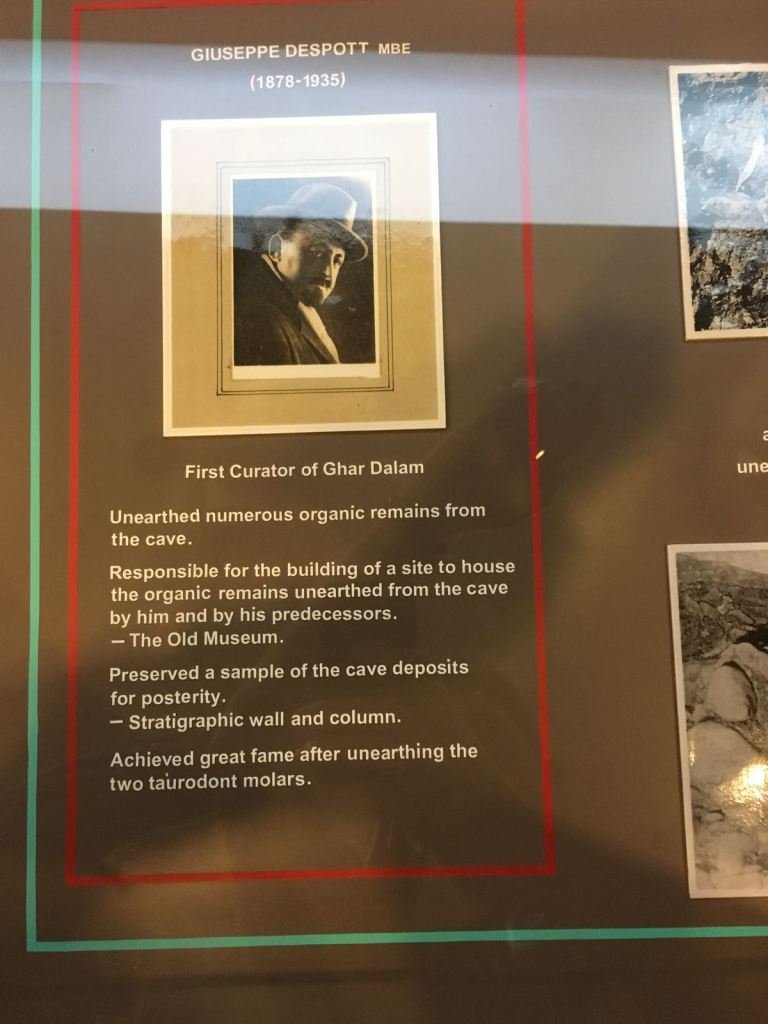 GIUSEPPE DESPOTT MBE
(1878-1935)
First Curator of Ghar Dalam
Unearthed numerous organic remains from
the cave.
Responsible for the building of a site to house
the organic remains unearthed from the cave
by him and by his predecessors.
– The Old Museum.
Preserved a sample of the cave deposits
for posterity.
– Stratigraphic wall and column.
Achieved great fame after unearthing the
two taurodont molars.